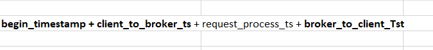 begin_timestamp + client_to_broker_ts + request_process_ts + broker_to_client_Tst